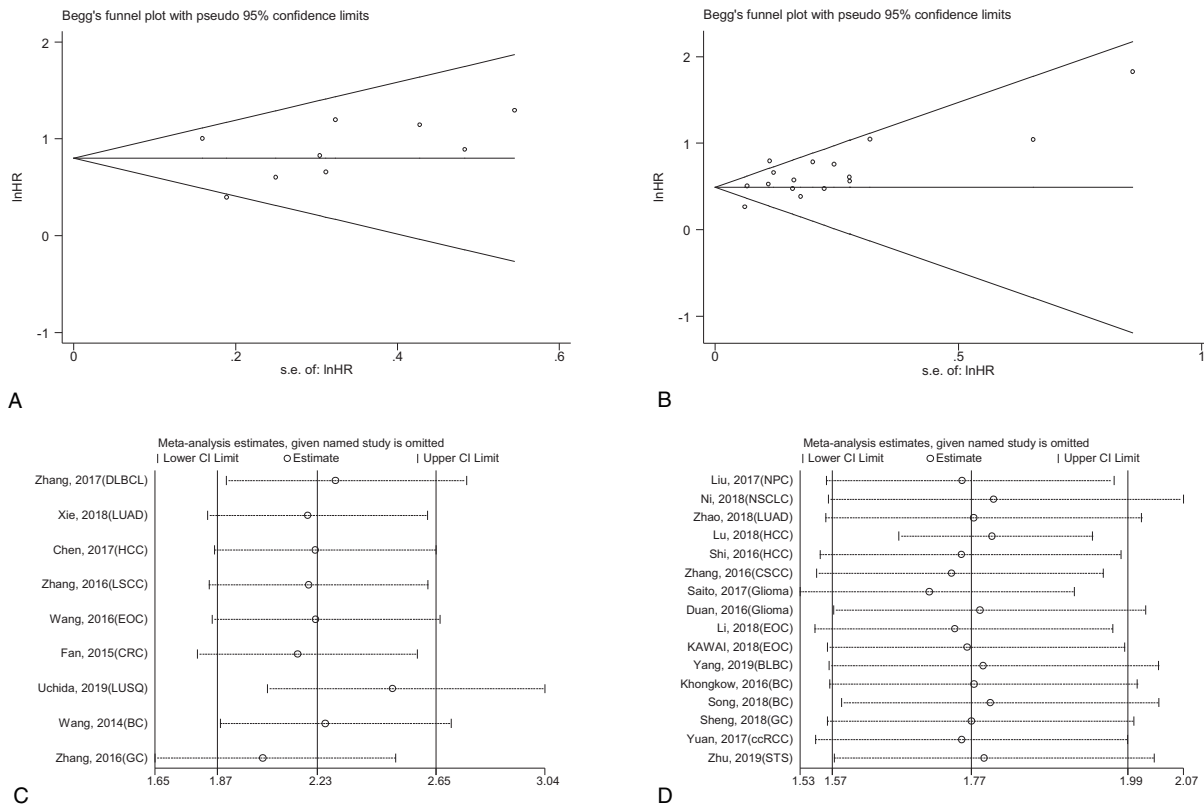 Begg's funnel plot with pseudo 95% confidence limits
2
1
0
-1
lnHR
0
.2
.4
.6
s.e. of: lnHR
A
Begg's funnel plot with pseudo 95% confidence limits
2
1
0
-1
lnHR
0
.5
1
s.e. of: lnHR
B
Meta-analysis estimates, given named study is omitted
Lower CI Limit Estimate Upper CI Limit
Zhang, 2017(DLBCL)
Xie, 2018(LUAD)
Chen, 2017(HCC)
Zhang, 2016(LSCC)
Wang, 2016(EOC)
Fan, 2015(CRC)
Uchida, 2019(LUSQ)
Wang, 2014(BC)
Zhang, 2016(GC)
1.65 1.87 2.23 2.65 3.04
C
Meta-analysis estimates, given named study is omitted
Lower CI Limit Estimate Upper CI Limit
Liu, 2017(NPC)
Ni, 2018(NSCLC)
Zhao, 2018(LUAD)
Lu, 2018(HCC)
Shi, 2016(HCC)
Zhang, 2016(CSCC)
Saito, 2017(Glioma)
Duan, 2016(Glioma)
Li, 2018(EOC)
KAWAI, 2018(EOC)
Yang, 2019(BLBC)
Khongkow, 2016(BC)
Song, 2018(BC)
Sheng, 2018(GC)
Yuan, 2017(ccRCC)
Zhu, 2019(STS)
1.53 1.57 1.77 1.99 2.07
D